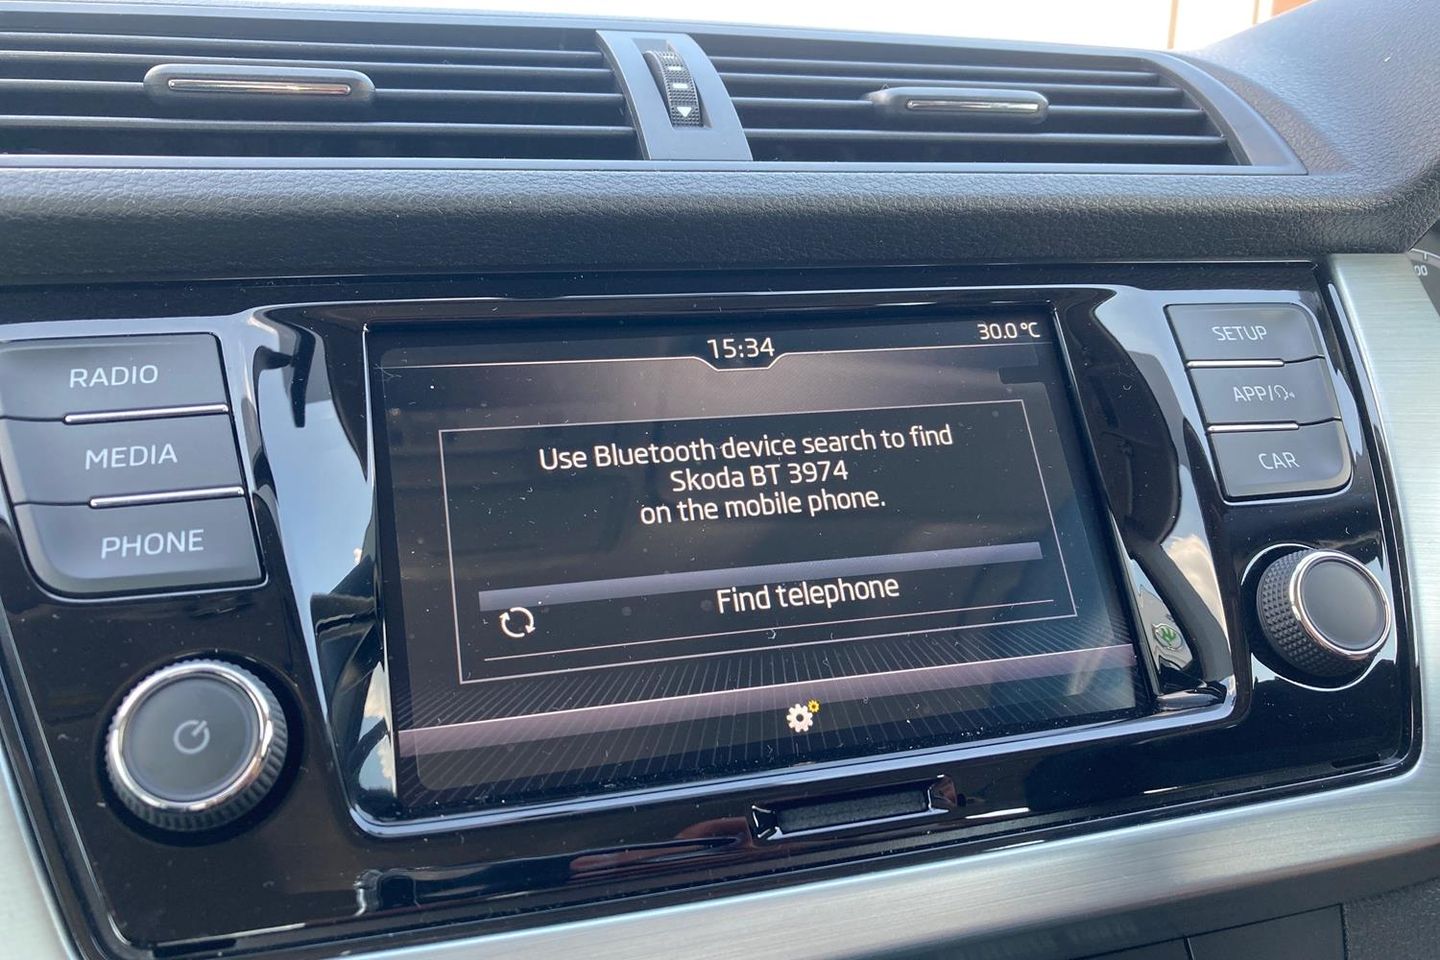 15:34
30.0 °C
RADIO
MEDIA
PHONE
Use Bluetooth device search to find
Skoda BT 3974
on the mobile phone.
Find telephone
SETUP
APP/
CAR